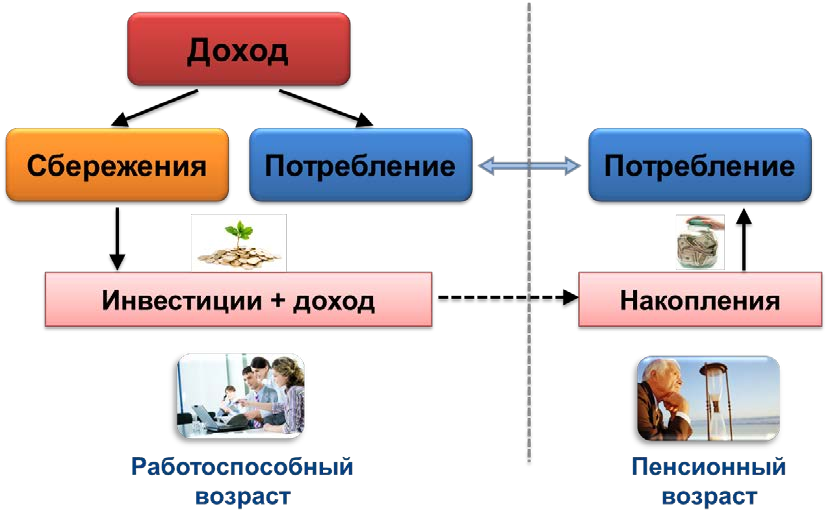 Доход
Сбережения
Потребление
Потребление
Инвестиции + доход
Накопления
Работоспособный
возраст
Пенсионный
возраст